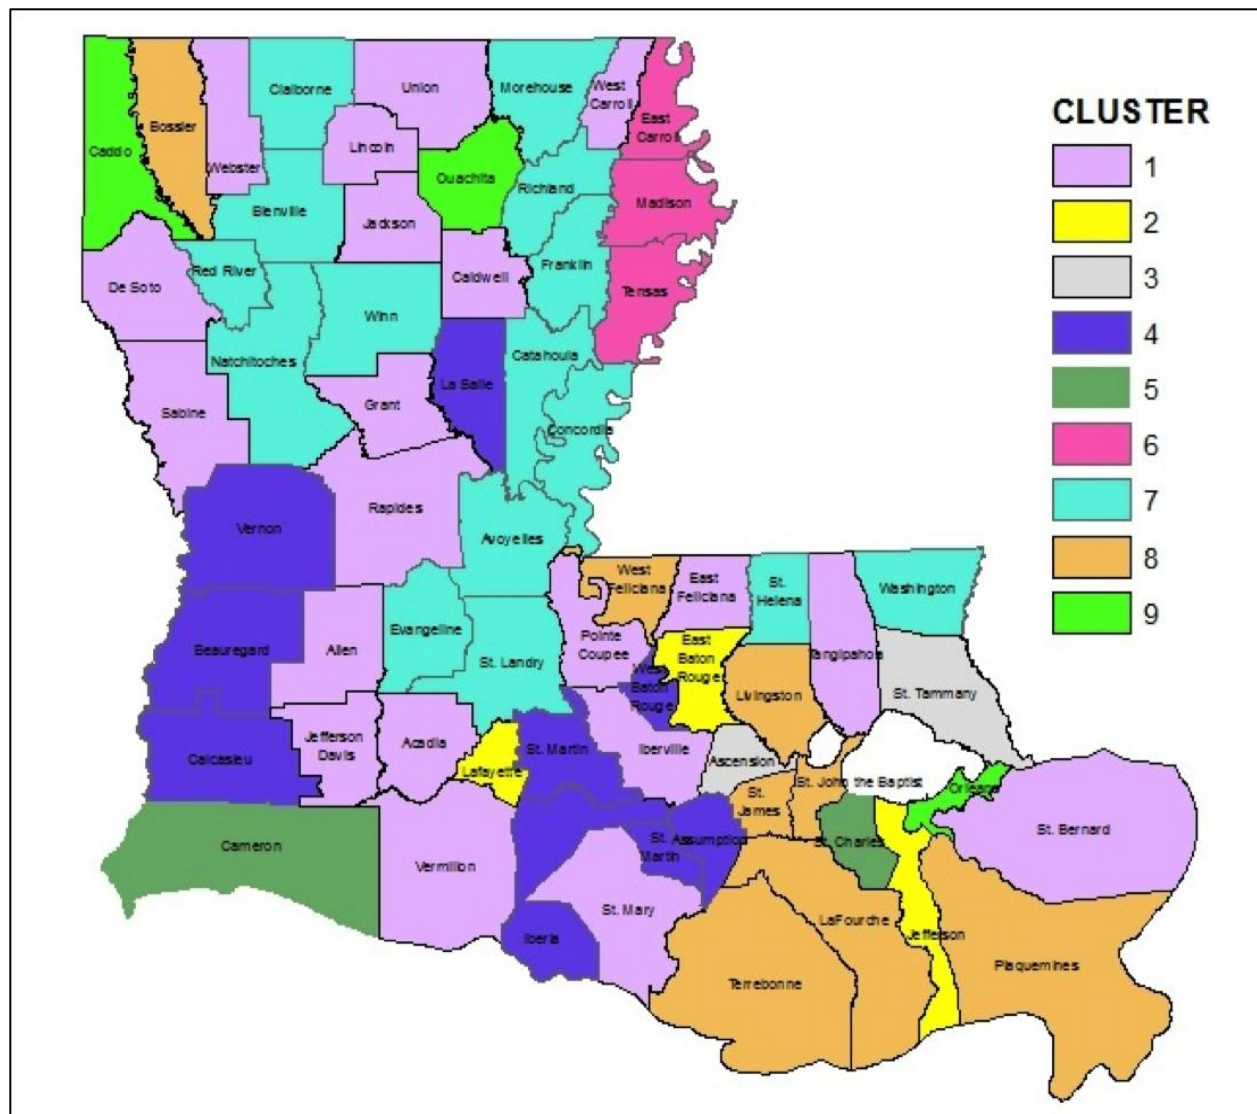 Claiborne
Union
Morehouse
West
Carroll
East
Carroll
Bossier
Caddo
Webster
Lincoln
Ouachita
Richland
Madison
Bienville
Jackson
Red River
Franklin
De Soto
Caldwell
Tensas
Winn
Natchitoches
Catahoula
La Salle
Sabine
Grant
Concordia
Rapides
Vernon
Avoyelles
West
Feliciana
East
Feliciana
St.
Helena
Washington
Evangeline
Pointe
Coupee
East
Baton
Rouge
Tangipahoa
Beauregard
Allen
St. Landry
West
Baton
Rouge
Livingston
St. Tammany
Jefferson
Davis
Acadia
St. Martin
Iberville
Calcasieu
Lafayette
Ascension
St. John the Baptist
Orleans
St.
James
St. Bernard
Cameron
Vermilion
St.
Martin
Assumption
St. Charles
St. Mary
LaFourche
Jefferson
Iberia
Plaquemines
Terrebonne
CLUSTER
1
2
3
4
5
6
7
8
9